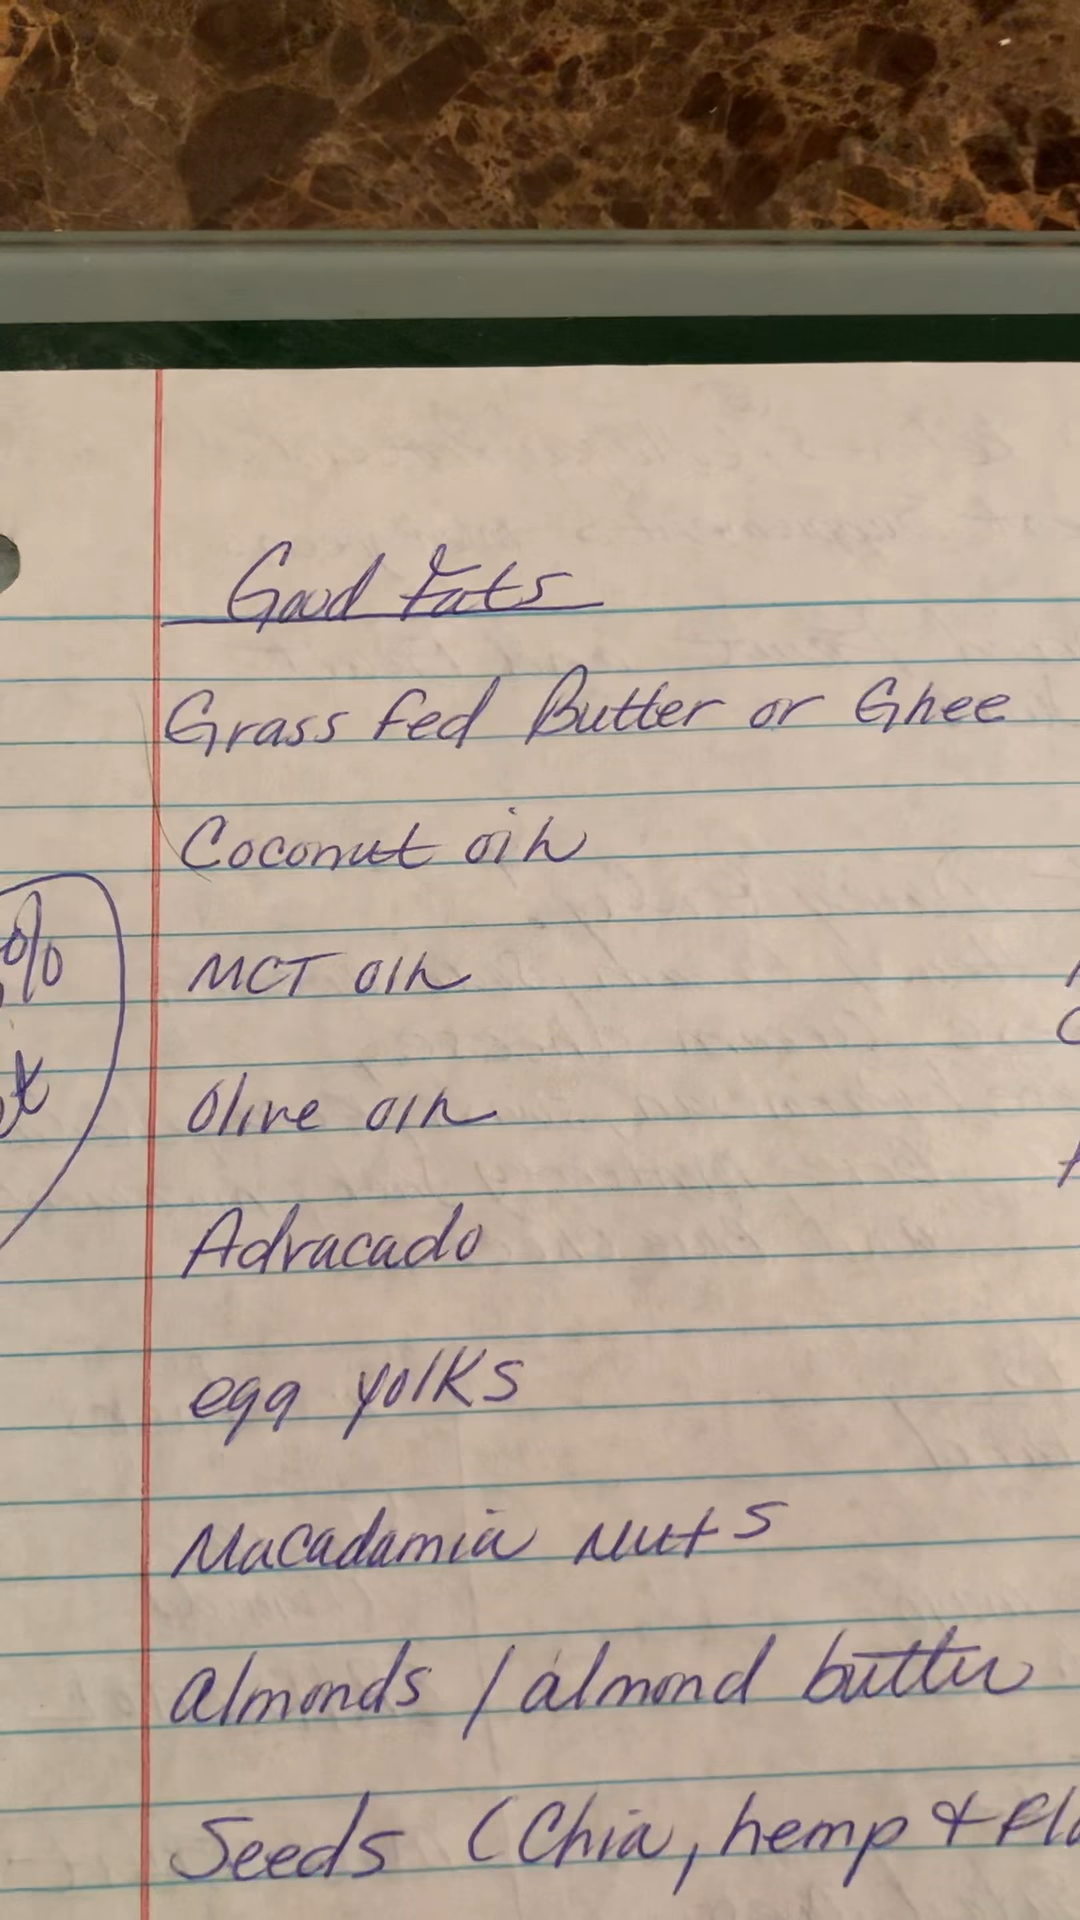 Good Fats
Grass Fed Butter or Ghee
Coconut oil
MCT oil
Olive oil
Advacado
egg yolks
Macadamia Nuts
almonds / almond butter
Seeds (Chia, hemp &
%